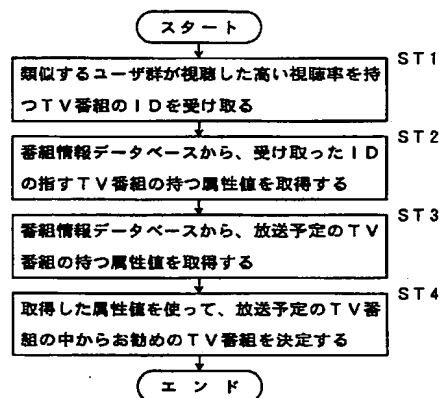 スタート
ST1
類似するユーザ群が視聴した高い視聴率を持
つTV番組のIDを受け取る
ST2
番組情報データベースから、受け取ったID
の指すTV番組の持つ属性値を取得する
ST3
番組情報データベースから、放送予定のTV
番組の持つ属性値を取得する
ST4
取得した属性値を使って、放送予定のTV番
組の中からお勧めのTV番組を決定する
エンド